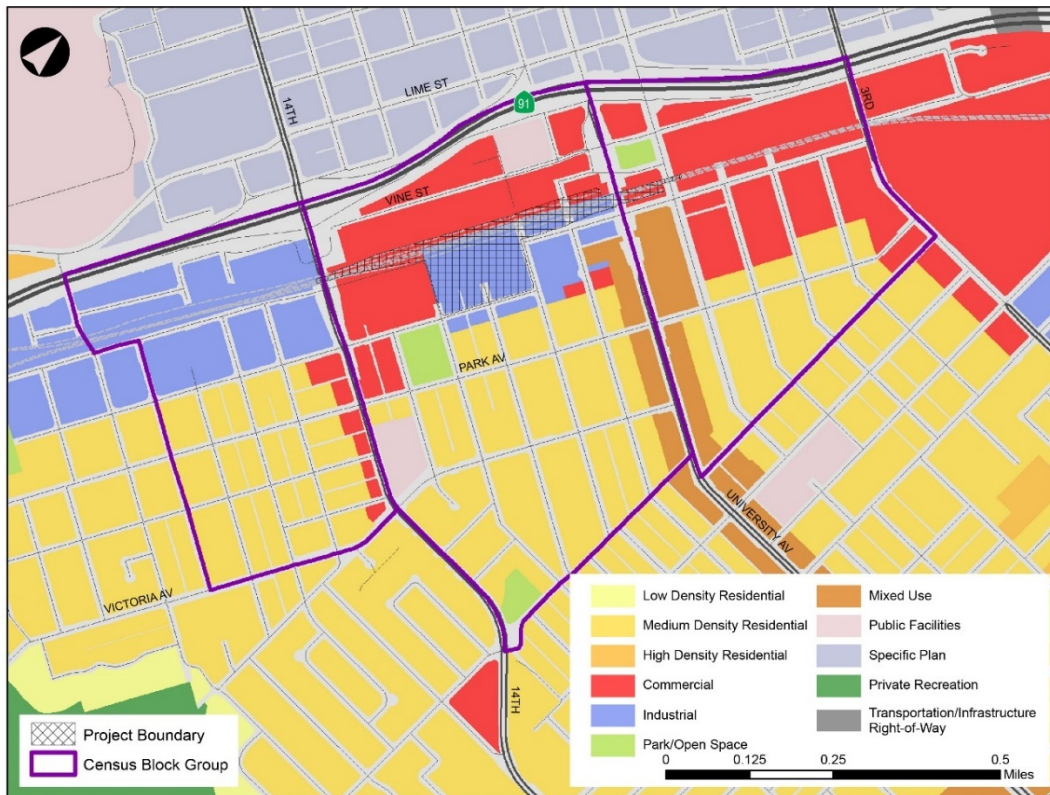 LIME ST
14TH
91
3RD
VINE ST
PARK AV
UNIVERSITY AV
VICTORIA AV
14TH
Project Boundary
Census Block Group
Low Density Residential
Medium Density Residential
High Density Residential
Commercial
Industrial
Park/Open Space
Mixed Use
Public Facilities
Specific Plan
Private Recreation
Transportation/Infrastructure
Right-of-Way
0 0.125 0.25 0.5
Miles